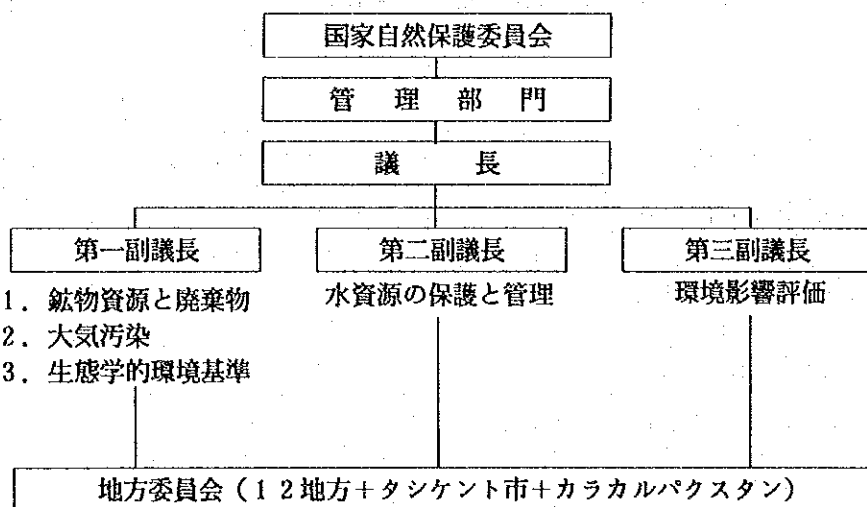 国家自然保護委員会
管理部門
議長
第一副議長 第二副議長 第三副議長
1. 鉱物資源と廃棄物
2. 大気汚染
3. 生態学的環境基準
水資源の保護と管理
環境影響評価
地方委員会（12地方＋タシケント市＋カラカルパクスタン）